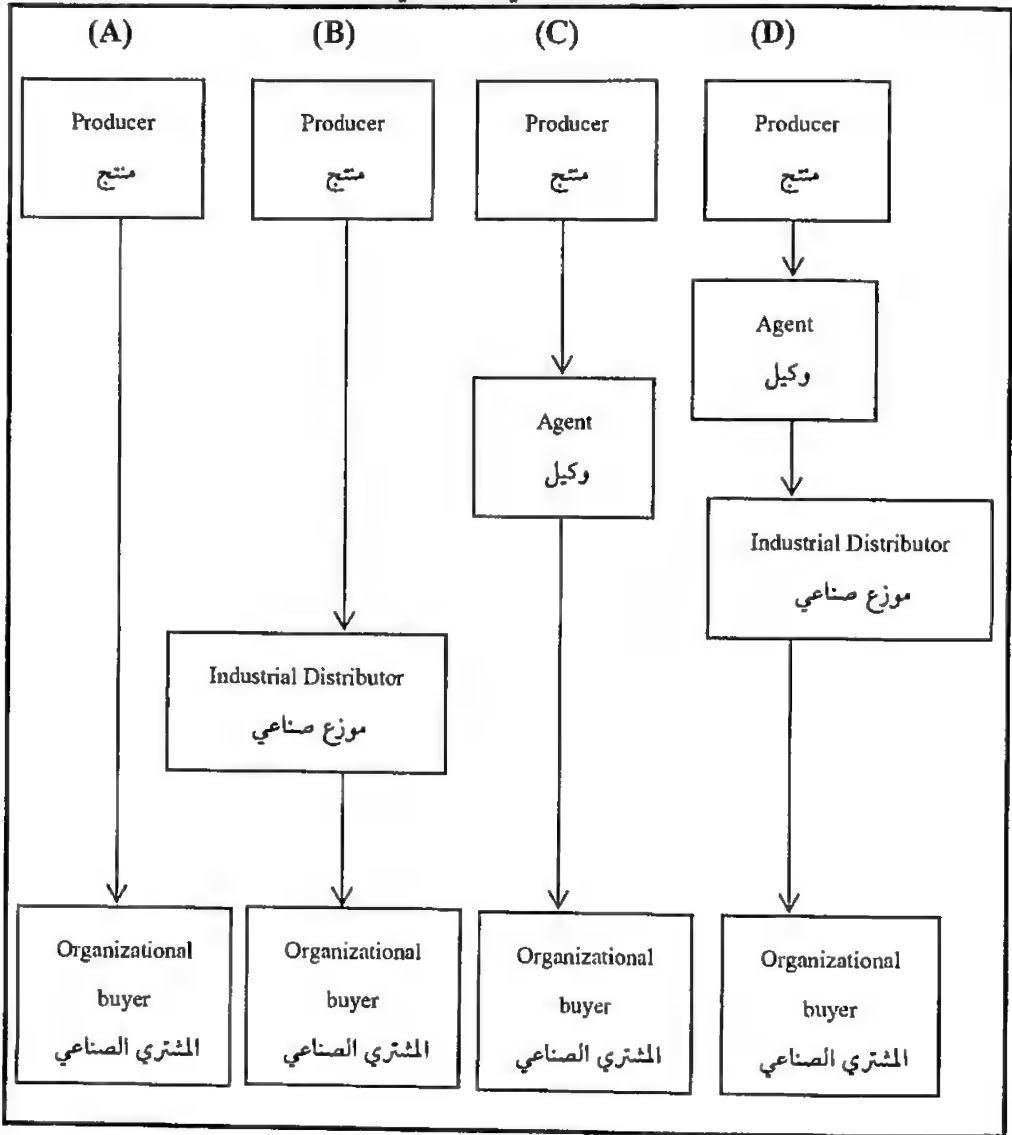 (A)
(B)
(C)
(D)
Producer
منتج
Producer
منتج
Producer
منتج
Producer
منتج
Agent
وكيل
Agent
وكيل
Industrial Distributor
موزع صناعي
Industrial Distributor
موزع صناعي
Organizational
buyer
المشتري الصناعي
Organizational
buyer
المشتري الصناعي
Organizational
buyer
المشتري الصناعي
Organizational
buyer
المشتري الصناعي